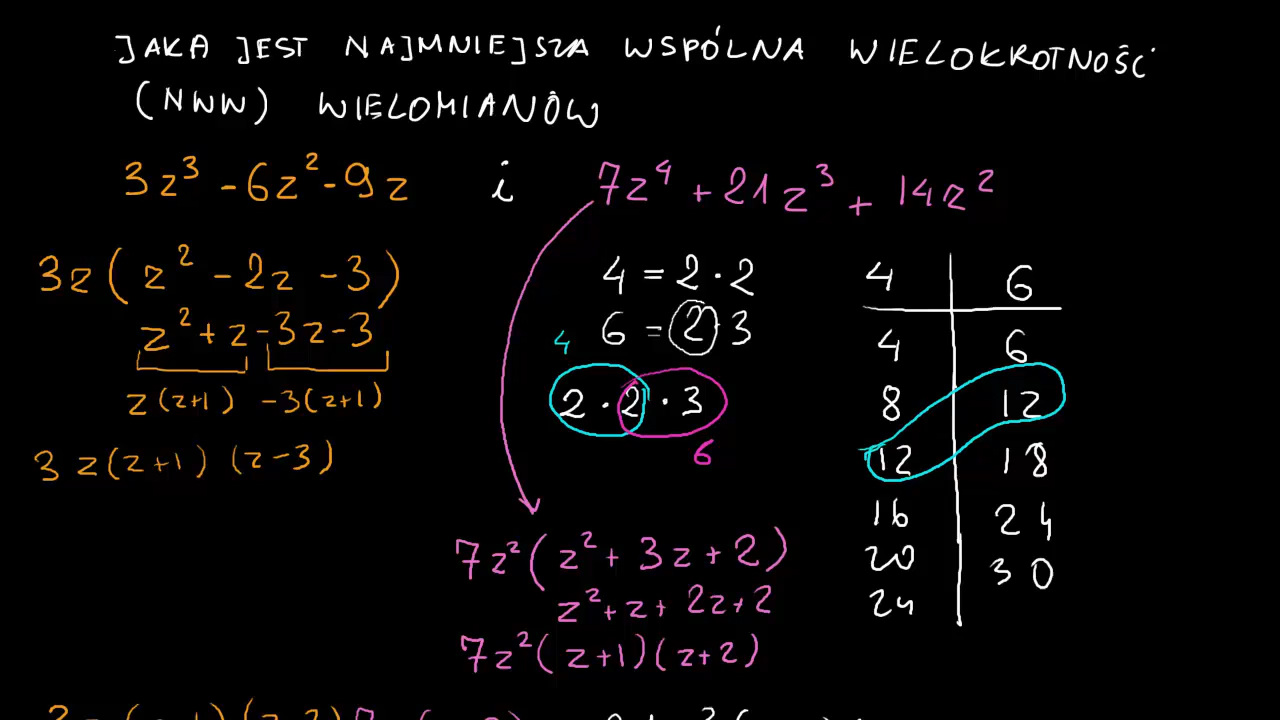 JAKA JEST NAJMNIEJSZA WSPÓLNA WIELOKROTNOŚĆ
(NWW) WIELOMIANÓW
3z³ - 6z² - 9z i 7z⁴ + 21z³ + 14z²
3z(z² - 2z - 3)
z² + z - 3z - 3
z(z+1) -3(z+1)
3z(z+1)(z-3)
4 = 2·2
6 = 2·3
4
2·2·3
6
4 6
4 6
8 12
12 18
16 24
20 30
24
7z²(z² + 3z + 2)
z² + z + 2z + 2
7z²(z+1)(z+2)